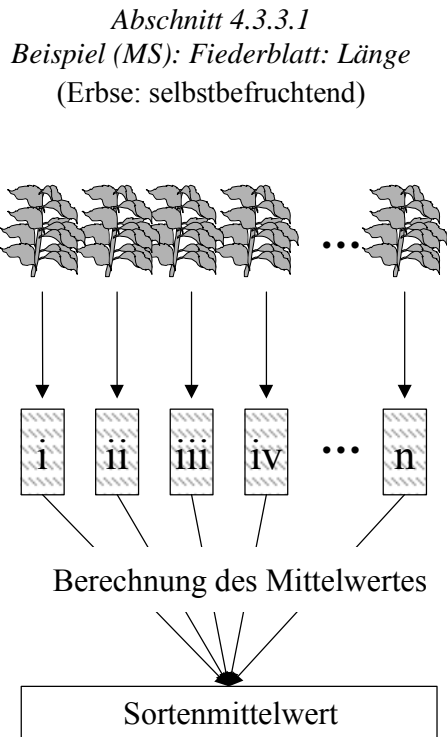 Abschnitt 4.3.3.1
Beispiel (MS): Fiederblatt: Länge
(Erbse: selbstbefruchtend)
...
i ii iii iv ... n
Berechnung des Mittelwertes
Sortenmittelwert